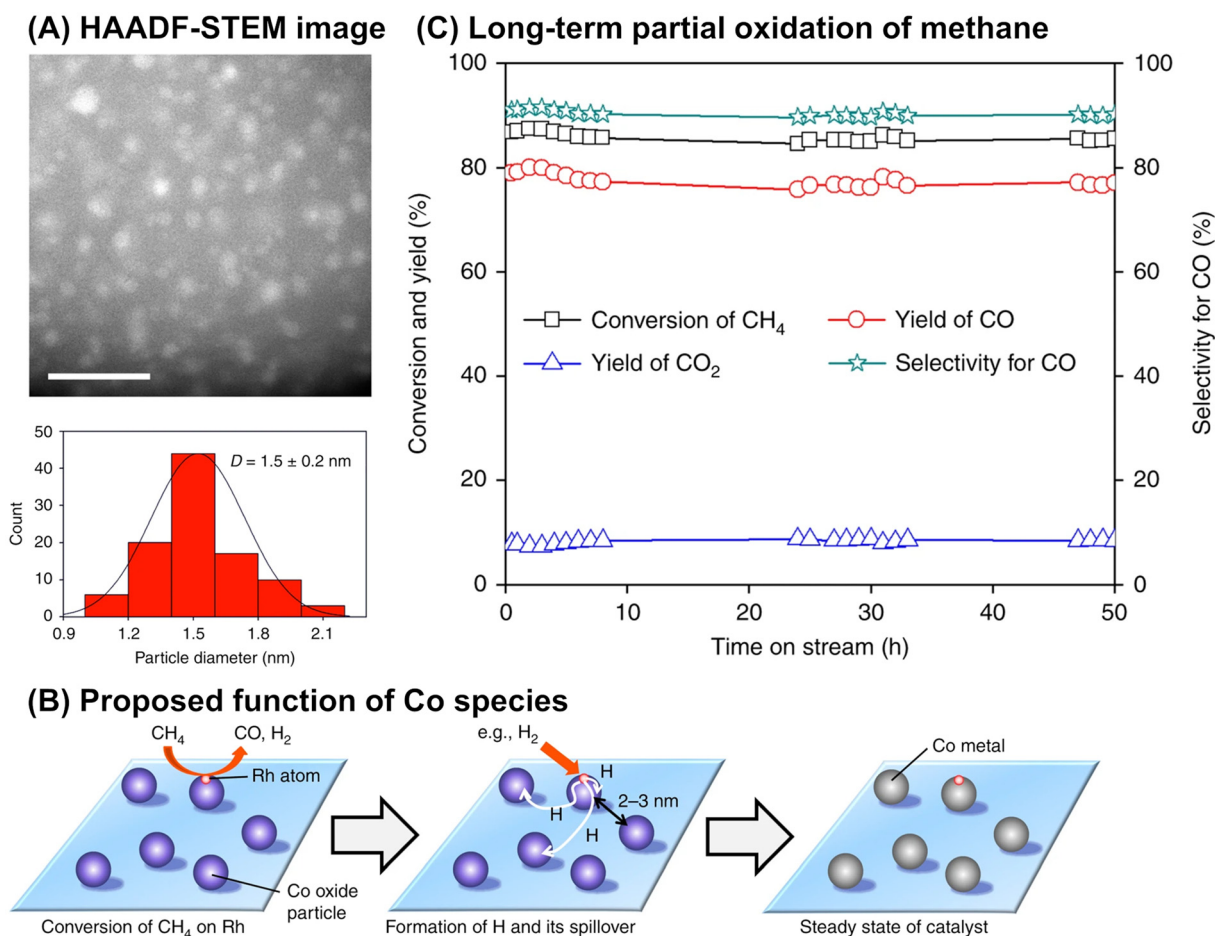 (A) HAADF-STEM image
(C) Long-term partial oxidation of methane
100
80
60
40
20
0
Conversion and yield (%)
100
80
60
40
20
0
Selectivity for CO (%)
Conversion of CH₄
Yield of CO
Yield of CO₂
Selectivity for CO
0 10 20 30 40 50
Time on stream (h)
50
40
30
20
10
0
Count
D = 1.5 ± 0.2 nm
0.9 1.2 1.5 1.8 2.1
Particle diameter (nm)
(B) Proposed function of Co species
CH₄
CO, H₂
Rh atom
Co oxide
particle
Conversion of CH₄ on Rh
e.g., H₂
H
H
H
2–3 nm
Formation of H and its spillover
Co metal
Steady state of catalyst